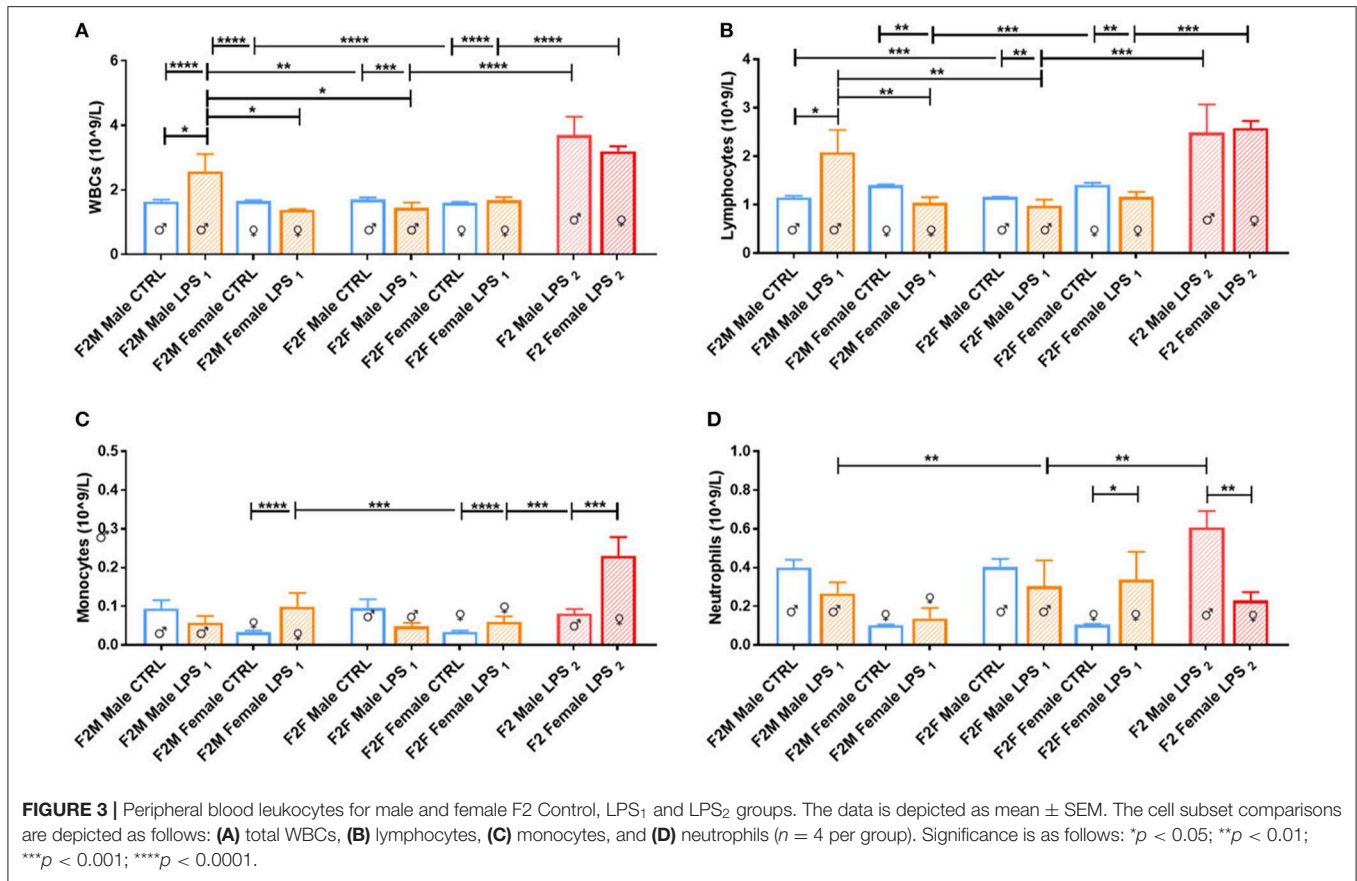 A
**** **** **** ****
**** ** *** ****
*
*
*
WBCs (10^9/L)
6
4
2
0
♂ ♂ ♀ ♀ ♂ ♂ ♀ ♀ ♂ ♀
F2M Male CTRL
F2M Male LPS 1
F2M Female CTRL
F2M Female LPS 1
F2F Male CTRL
F2F Male LPS 1
F2F Female CTRL
F2F Female LPS 1
F2 Male LPS 2
F2 Female LPS 2
B
** *** ** ***
*** ** ***
**
**
*
Lymphocytes (10^9/L)
4
3
2
1
0
♂ ♂ ♀ ♀ ♂ ♂ ♀ ♀ ♂ ♀
F2M Male CTRL
F2M Male LPS 1
F2M Female CTRL
F2M Female LPS 1
F2F Male CTRL
F2F Male LPS 1
F2F Female CTRL
F2F Female LPS 1
F2 Male LPS 2
F2 Female LPS 2
C
**** *** **** *** ***
Monocytes (10^9/L)
♂
0.5
0.4
0.3
0.2
0.1
0.0
♂ ♂ ♀ ♀ ♂ ♂ ♀ ♀ ♂ ♀
F2M Male CTRL
F2M Male LPS 1
F2M Female CTRL
F2M Female LPS 1
F2F Male CTRL
F2F Male LPS 1
F2F Female CTRL
F2F Female LPS 1
F2 Male LPS 2
F2 Female LPS 2
D
** **
* **
Neutrophils (10^9/L)
1.0
0.8
0.6
0.4
0.2
0.0
♂ ♂ ♀ ♀ ♂ ♂ ♀ ♀ ♂ ♀
F2M Male CTRL
F2M Male LPS 1
F2M Female CTRL
F2M Female LPS 1
F2F Male CTRL
F2F Male LPS 1
F2F Female CTRL
F2F Female LPS 1
F2 Male LPS 2
F2 Female LPS 2
FIGURE 3 | Peripheral blood leukocytes for male and female F2 Control, LPS₁ and LPS₂ groups. The data is depicted as mean ± SEM. The cell subset comparisons
are depicted as follows: (A) total WBCs, (B) lymphocytes, (C) monocytes, and (D) neutrophils (n = 4 per group). Significance is as follows: *p < 0.05; **p < 0.01;
***p < 0.001; ****p < 0.0001.